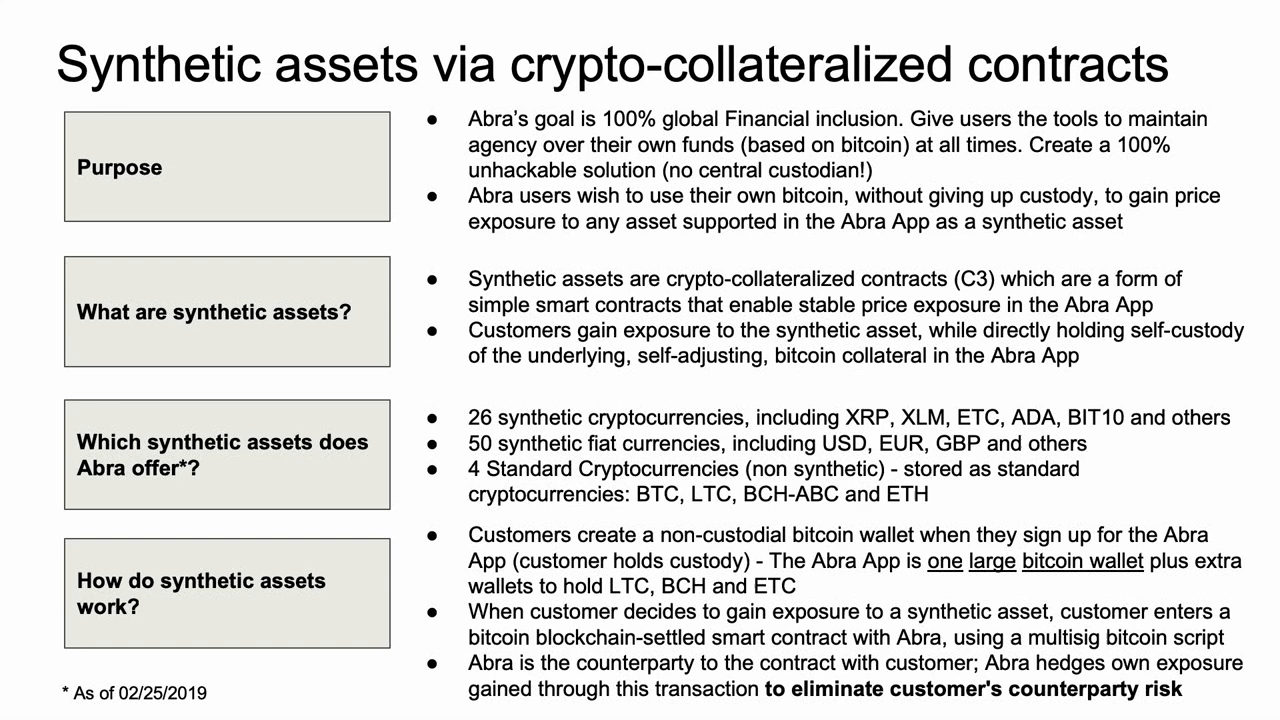 Synthetic assets via crypto-collateralized contracts
Purpose
● Abra's goal is 100% global Financial inclusion. Give users the tools to maintain
agency over their own funds (based on bitcoin) at all times. Create a 100%
unhackable solution (no central custodian!)
● Abra users wish to use their own bitcoin, without giving up custody, to gain price
exposure to any asset supported in the Abra App as a synthetic asset
What are synthetic assets?
● Synthetic assets are crypto-collateralized contracts (C3) which are a form of
simple smart contracts that enable stable price exposure in the Abra App
● Customers gain exposure to the synthetic asset, while directly holding self-custody
of the underlying, self-adjusting, bitcoin collateral in the Abra App
Which synthetic assets does
Abra offer*?
● 26 synthetic cryptocurrencies, including XRP, XLM, ETC, ADA, BIT10 and others
● 50 synthetic fiat currencies, including USD, EUR, GBP and others
● 4 Standard Cryptocurrencies (non synthetic) - stored as standard
cryptocurrencies: BTC, LTC, BCH-ABC and ETH
How do synthetic assets
work?
● Customers create a non-custodial bitcoin wallet when they sign up for the Abra
App (customer holds custody) - The Abra App is one large bitcoin wallet plus extra
wallets to hold LTC, BCH and ETC
● When customer decides to gain exposure to a synthetic asset, customer enters a
bitcoin blockchain-settled smart contract with Abra, using a multisig bitcoin script
● Abra is the counterparty to the contract with customer; Abra hedges own exposure
gained through this transaction to eliminate customer's counterparty risk
* As of 02/25/2019